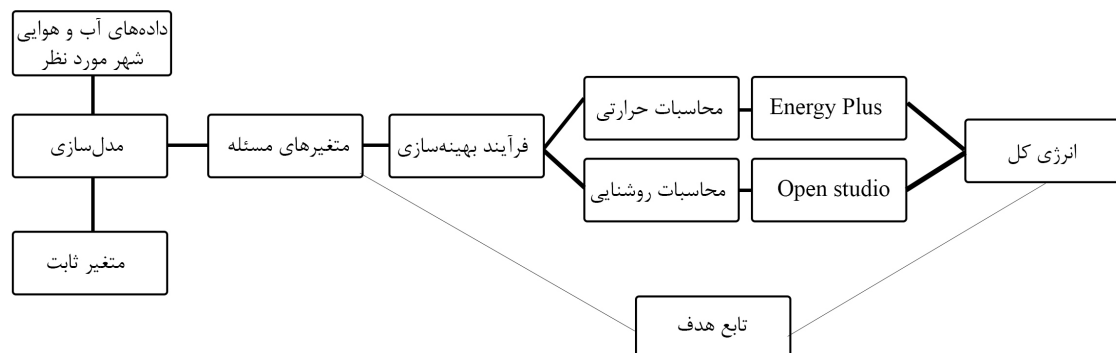 داده‌های آب و هوایی
شهر مورد نظر
مدل‌سازی
متغیر ثابت
متغیرهای مسئله
فرآیند بهینه‌سازی
محاسبات حرارتی
Energy Plus
محاسبات روشنایی
Open studio
انرژی کل
تابع هدف